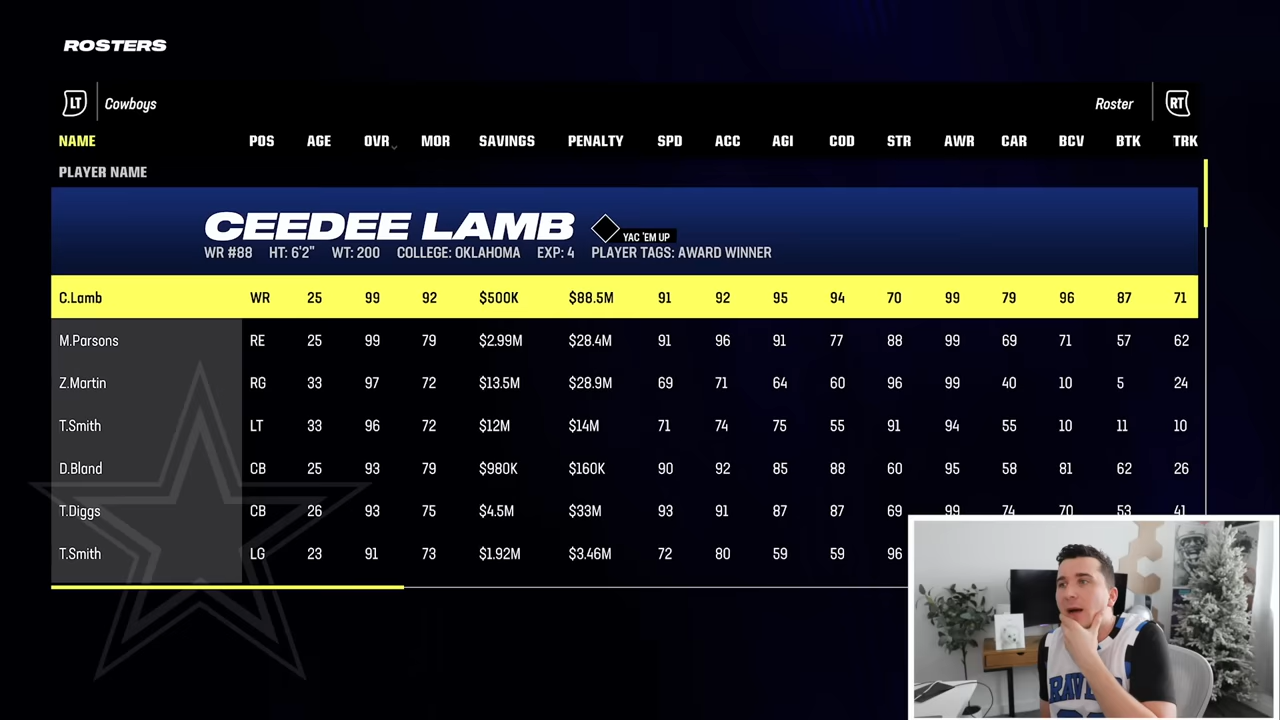 ROSTERS
LT Cowboys Roster RT
NAME POS AGE OVR MOR SAVINGS PENALTY SPD ACC AGI COD STR AWR CAR BCV BTK TRK
PLAYER NAME
CEEDEE LAMB YAC 'EM UP
WR #88 HT: 6'2" WT: 200 COLLEGE: OKLAHOMA EXP: 4 PLAYER TAGS: AWARD WINNER
C.Lamb WR 25 99 92 $500K $88.5M 91 92 95 94 70 99 79 96 87 71
M.Parsons RE 25 99 79 $2.99M $28.4M 91 96 91 77 88 99 69 71 57 62
Z.Martin RG 33 97 72 $13.5M $28.9M 69 71 64 60 96 99 40 10 5 24
T.Smith LT 33 96 72 $12M $14M 71 74 75 55 91 94 55 10 11 10
D.Bland CB 25 93 79 $980K $160K 90 92 85 88 60 95 58 81 62 26
T.Diggs CB 26 93 75 $4.5M $33M 93 91 87 87 69 99 74 70 53 41
T.Smith LG 23 91 73 $1.92M $3.46M 72 80 59 59 96
RAV